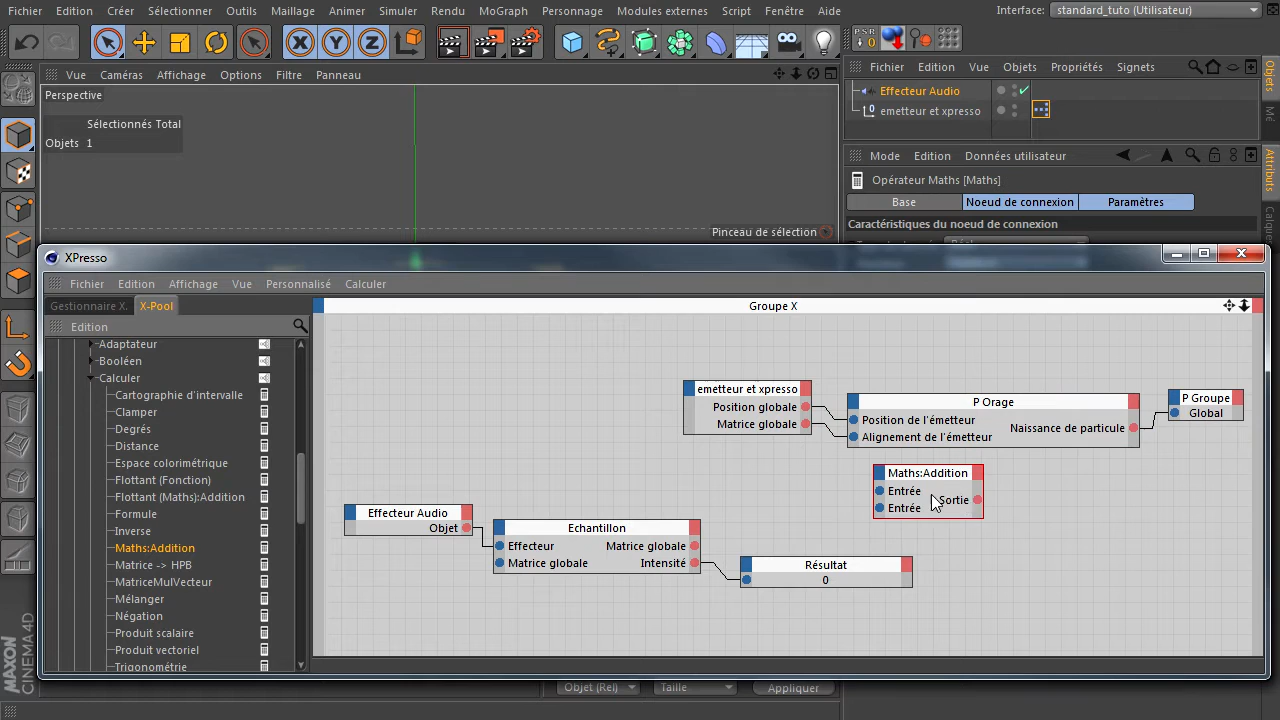 Fichier Edition Créer Sélectionner Outils Maillage Animer Simuler Rendu MoGraph Personnage Modules externes Script Fenêtre Aide
Interface: standard_tuto (Utilisateur)
X Y Z
PSR
0
Vue Caméras Affichage Options Filtre Panneau
Fichier Edition Vue Objets Propriétés Signets
Perspective
Sélectionnés Total
Objets 1
Pinceau de sélection
Effecteur Audio
emetteur et xpresso
Objets
Attributs
Mode Edition Données utilisateur
Opérateur Maths [Maths]
Base Noeud de connexion Paramètres
Caractéristiques du noeud de connexion
XPresso
Fichier Edition Affichage Vue Personnalisé Calculer
Gestionnaire X. X-Pool
Edition
Adaptateur
Booléen
Calculer
Cartographie d'intervalle
Clamper
Degrés
Distance
Espace colorimétrique
Flottant (Fonction)
Flottant (Maths):Addition
Formule
Inverse
Maths:Addition
Matrice -> HPB
MatriceMulVecteur
Mélanger
Négation
Produit scalaire
Produit vectoriel
Trigonométrie
Groupe X
emetteur et xpresso
Position globale
Matrice globale
P Orage
Position de l'émetteur
Alignement de l'émetteur
Naissance de particule
P Groupe
Global
Maths:Addition
Entrée
Entrée
Sortie
Effecteur Audio
Objet
Echantillon
Effecteur Matrice globale
Matrice globale Intensité
Résultat
0
Objet (Rel) Taille Appliquer
MAXON
CINEMA 4D